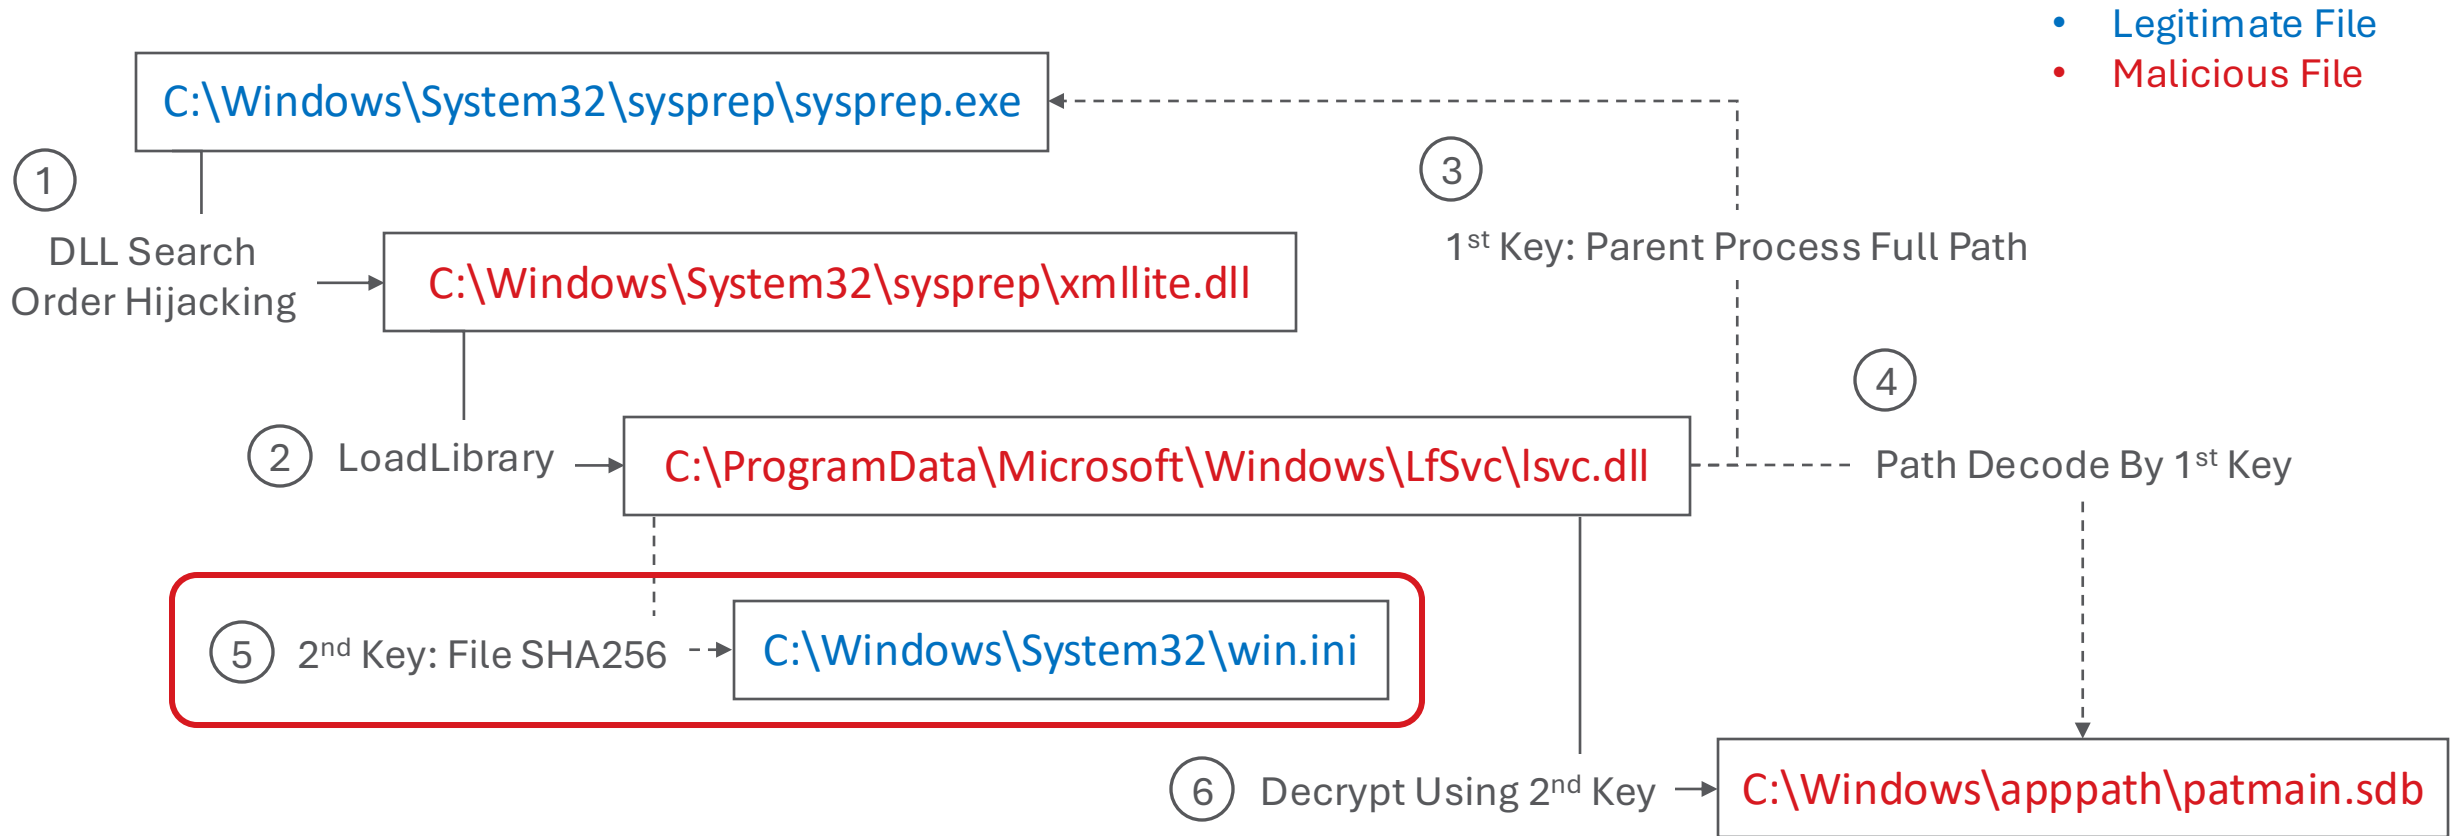 • Legitimate File
• Malicious File
C:\Windows\System32\sysprep\sysprep.exe
1
DLL Search
Order Hijacking
C:\Windows\System32\sysprep\xmllite.dll
3
1st Key: Parent Process Full Path
2
LoadLibrary
C:\ProgramData\Microsoft\Windows\LfSvc\lsvc.dll
4
Path Decode By 1st Key
5
2nd Key: File SHA256
C:\Windows\System32\win.ini
6
Decrypt Using 2nd Key
C:\Windows\apppath\patmain.sdb